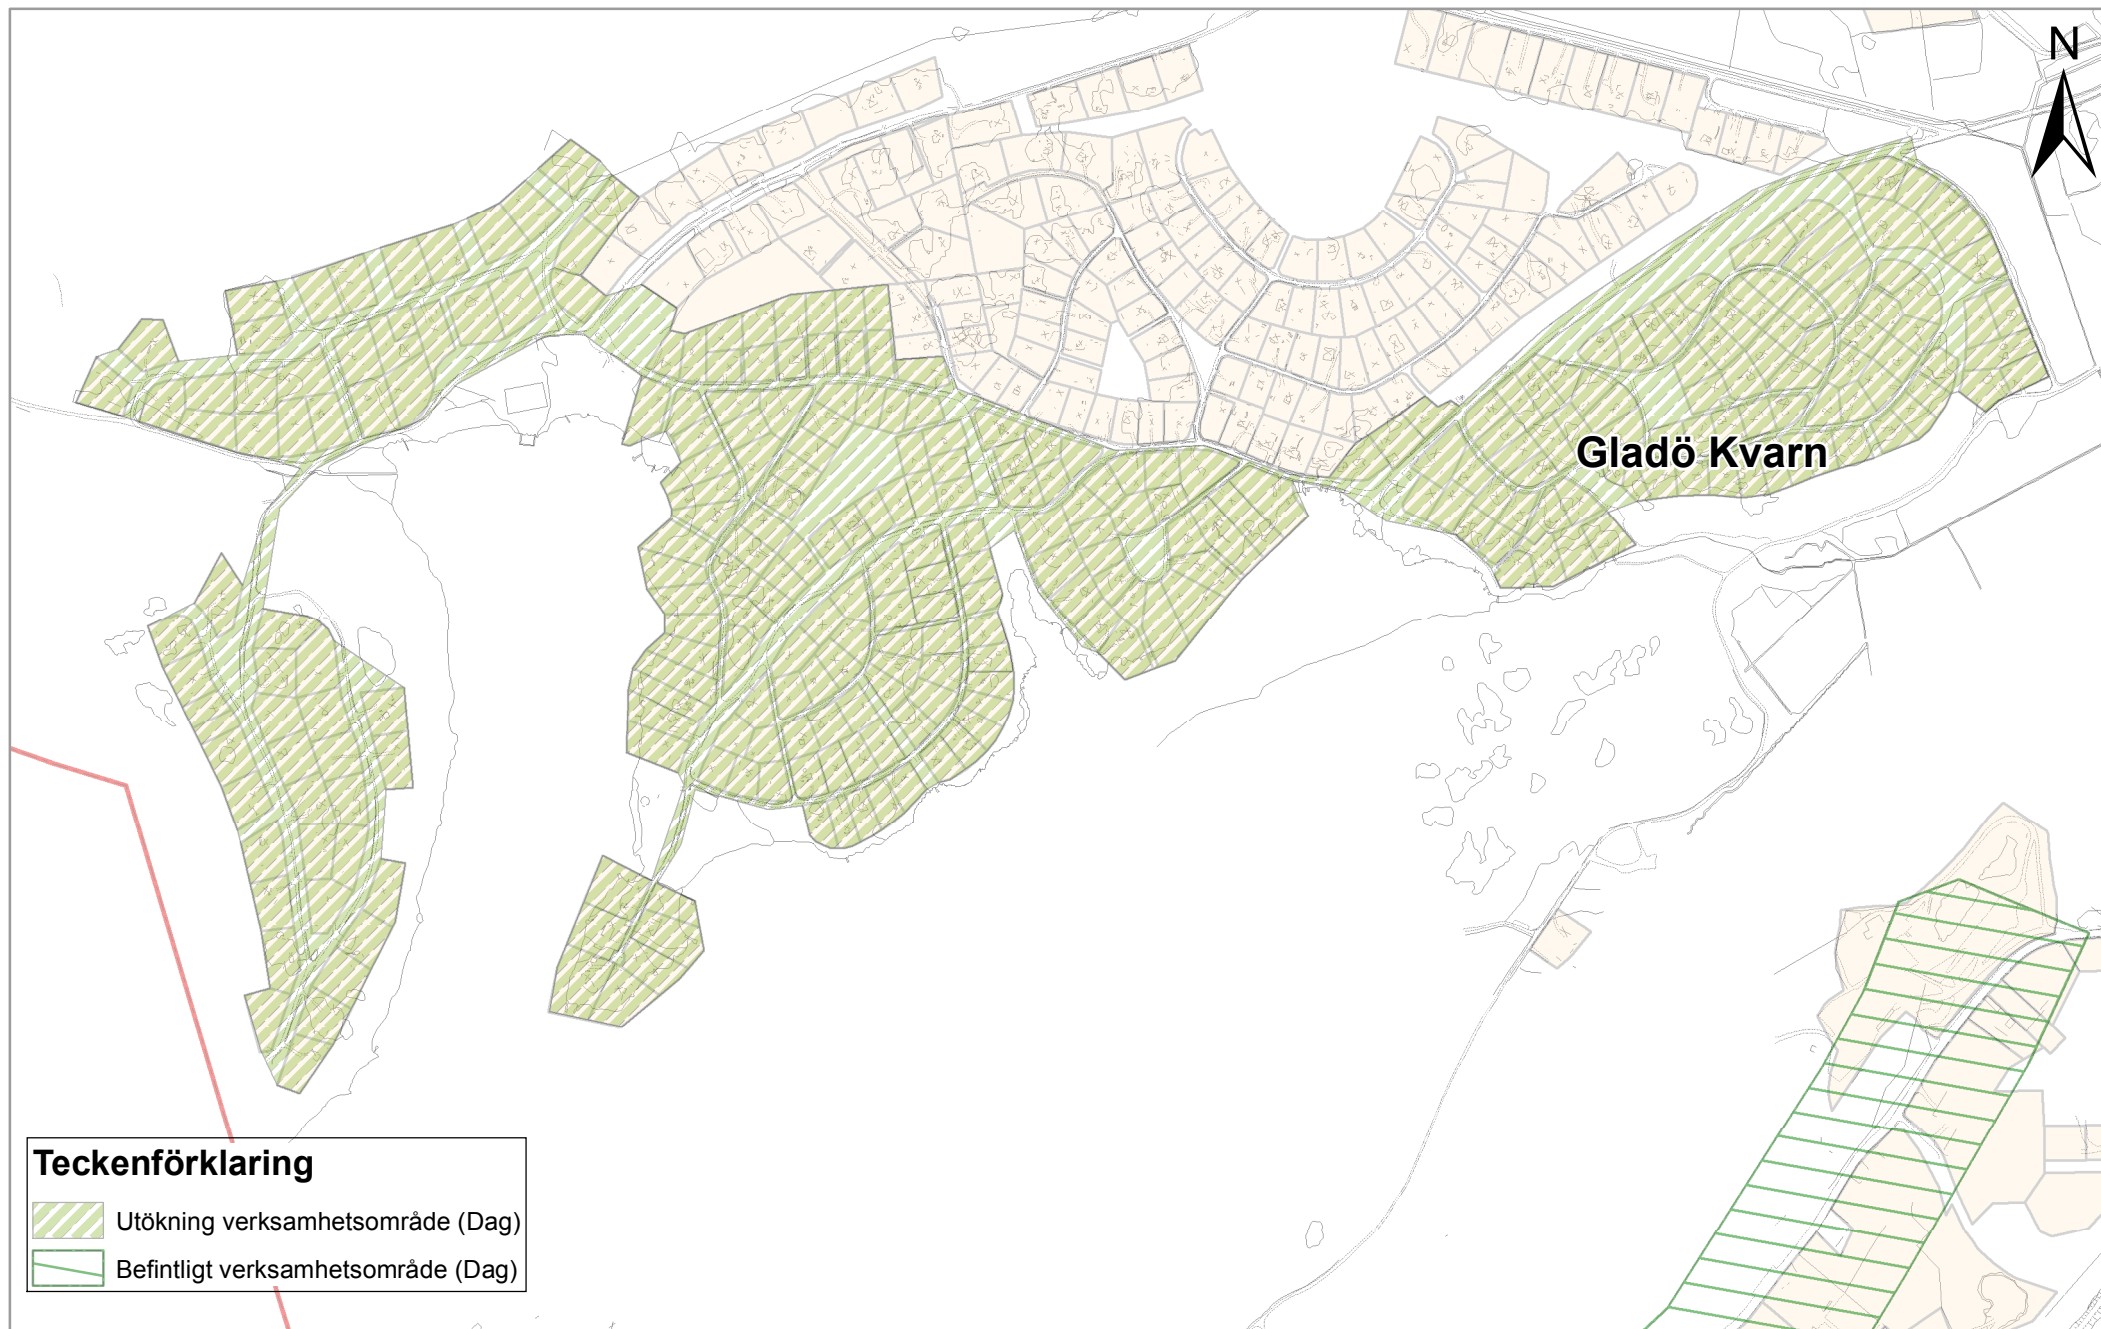 N
Gladö Kvarn
Teckenförklaring
Utökning verksamhetsområde (Dag)
Befintligt verksamhetsområde (Dag)